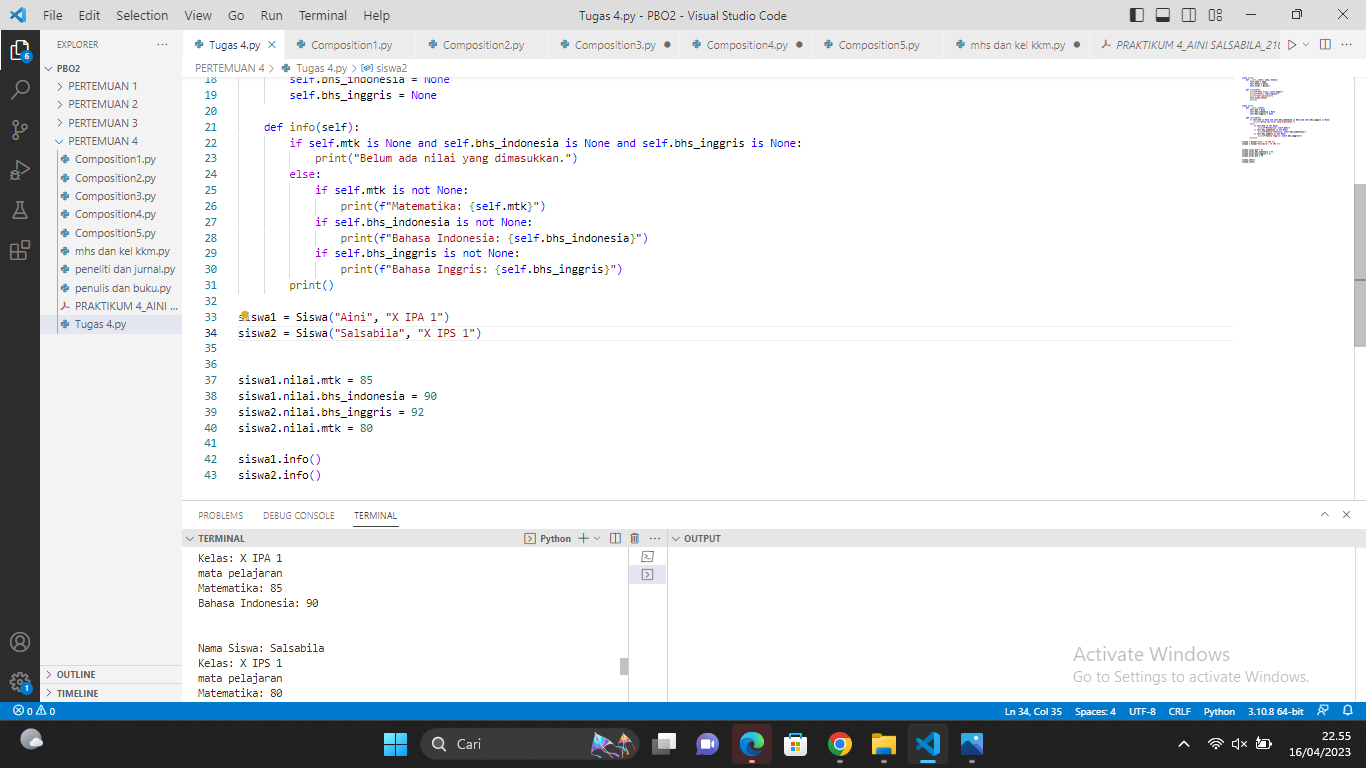 File Edit Selection View Go Run Terminal Help Tugas 4.py - PBO2 - Visual Studio Code
EXPLORER
PBO2
PERTEMUAN 1
PERTEMUAN 2
PERTEMUAN 3
PERTEMUAN 4
Composition1.py
Composition2.py
Composition3.py
Composition4.py
Composition5.py
mhs dan kel kkm.py
peneliti dan jurnal.py
penulis dan buku.py
PRAKTIKUM 4_AINI ...
Tugas 4.py
OUTLINE
TIMELINE
6
1
Tugas 4.py Composition1.py Composition2.py Composition3.py Composition4.py Composition5.py mhs dan kel kkm.py PRAKTIKUM 4_AINI SALSABILA_210
PERTEMUAN 4 > Tugas 4.py > siswa2
18 self.bhs_indonesia = None
19 self.bhs_inggris = None
20
21 def info(self):
22 if self.mtk is None and self.bhs_indonesia is None and self.bhs_inggris is None:
23 print("Belum ada nilai yang dimasukkan.")
24 else:
25 if self.mtk is not None:
26 print(f"Matematika: {self.mtk}")
27 if self.bhs_indonesia is not None:
28 print(f"Bahasa Indonesia: {self.bhs_indonesia}")
29 if self.bhs_inggris is not None:
30 print(f"Bahasa Inggris: {self.bhs_inggris}")
31 print()
32
33 siswa1 = Siswa("Aini", "X IPA 1")
34 siswa2 = Siswa("Salsabila", "X IPS 1")
35
36
37 siswa1.nilai.mtk = 85
38 siswa1.nilai.bhs_indonesia = 90
39 siswa2.nilai.bhs_inggris = 92
40 siswa2.nilai.mtk = 80
41
42 siswa1.info()
43 siswa2.info()
PROBLEMS DEBUG CONSOLE TERMINAL
TERMINAL Python OUTPUT
Kelas: X IPA 1
mata pelajaran
Matematika: 85
Bahasa Indonesia: 90
Nama Siswa: Salsabila
Kelas: X IPS 1
mata pelajaran
Matematika: 80
Activate Windows
Go to Settings to activate Windows.
0 0 Ln 34, Col 35 Spaces: 4 UTF-8 CRLF Python 3.10.8 64-bit
Cari
22.55
16/04/2023